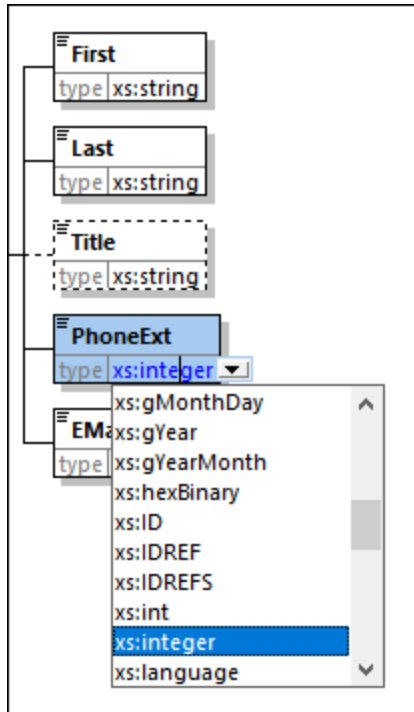 First
type xs:string
Last
type xs:string
Title
type xs:string
PhoneExt
type xs:integer
EMa
type
xs:gMonthDay
xs:gYear
xs:gYearMonth
xs:hexBinary
xs:ID
xs:IDREF
xs:IDREFS
xs:int
xs:integer
xs:language